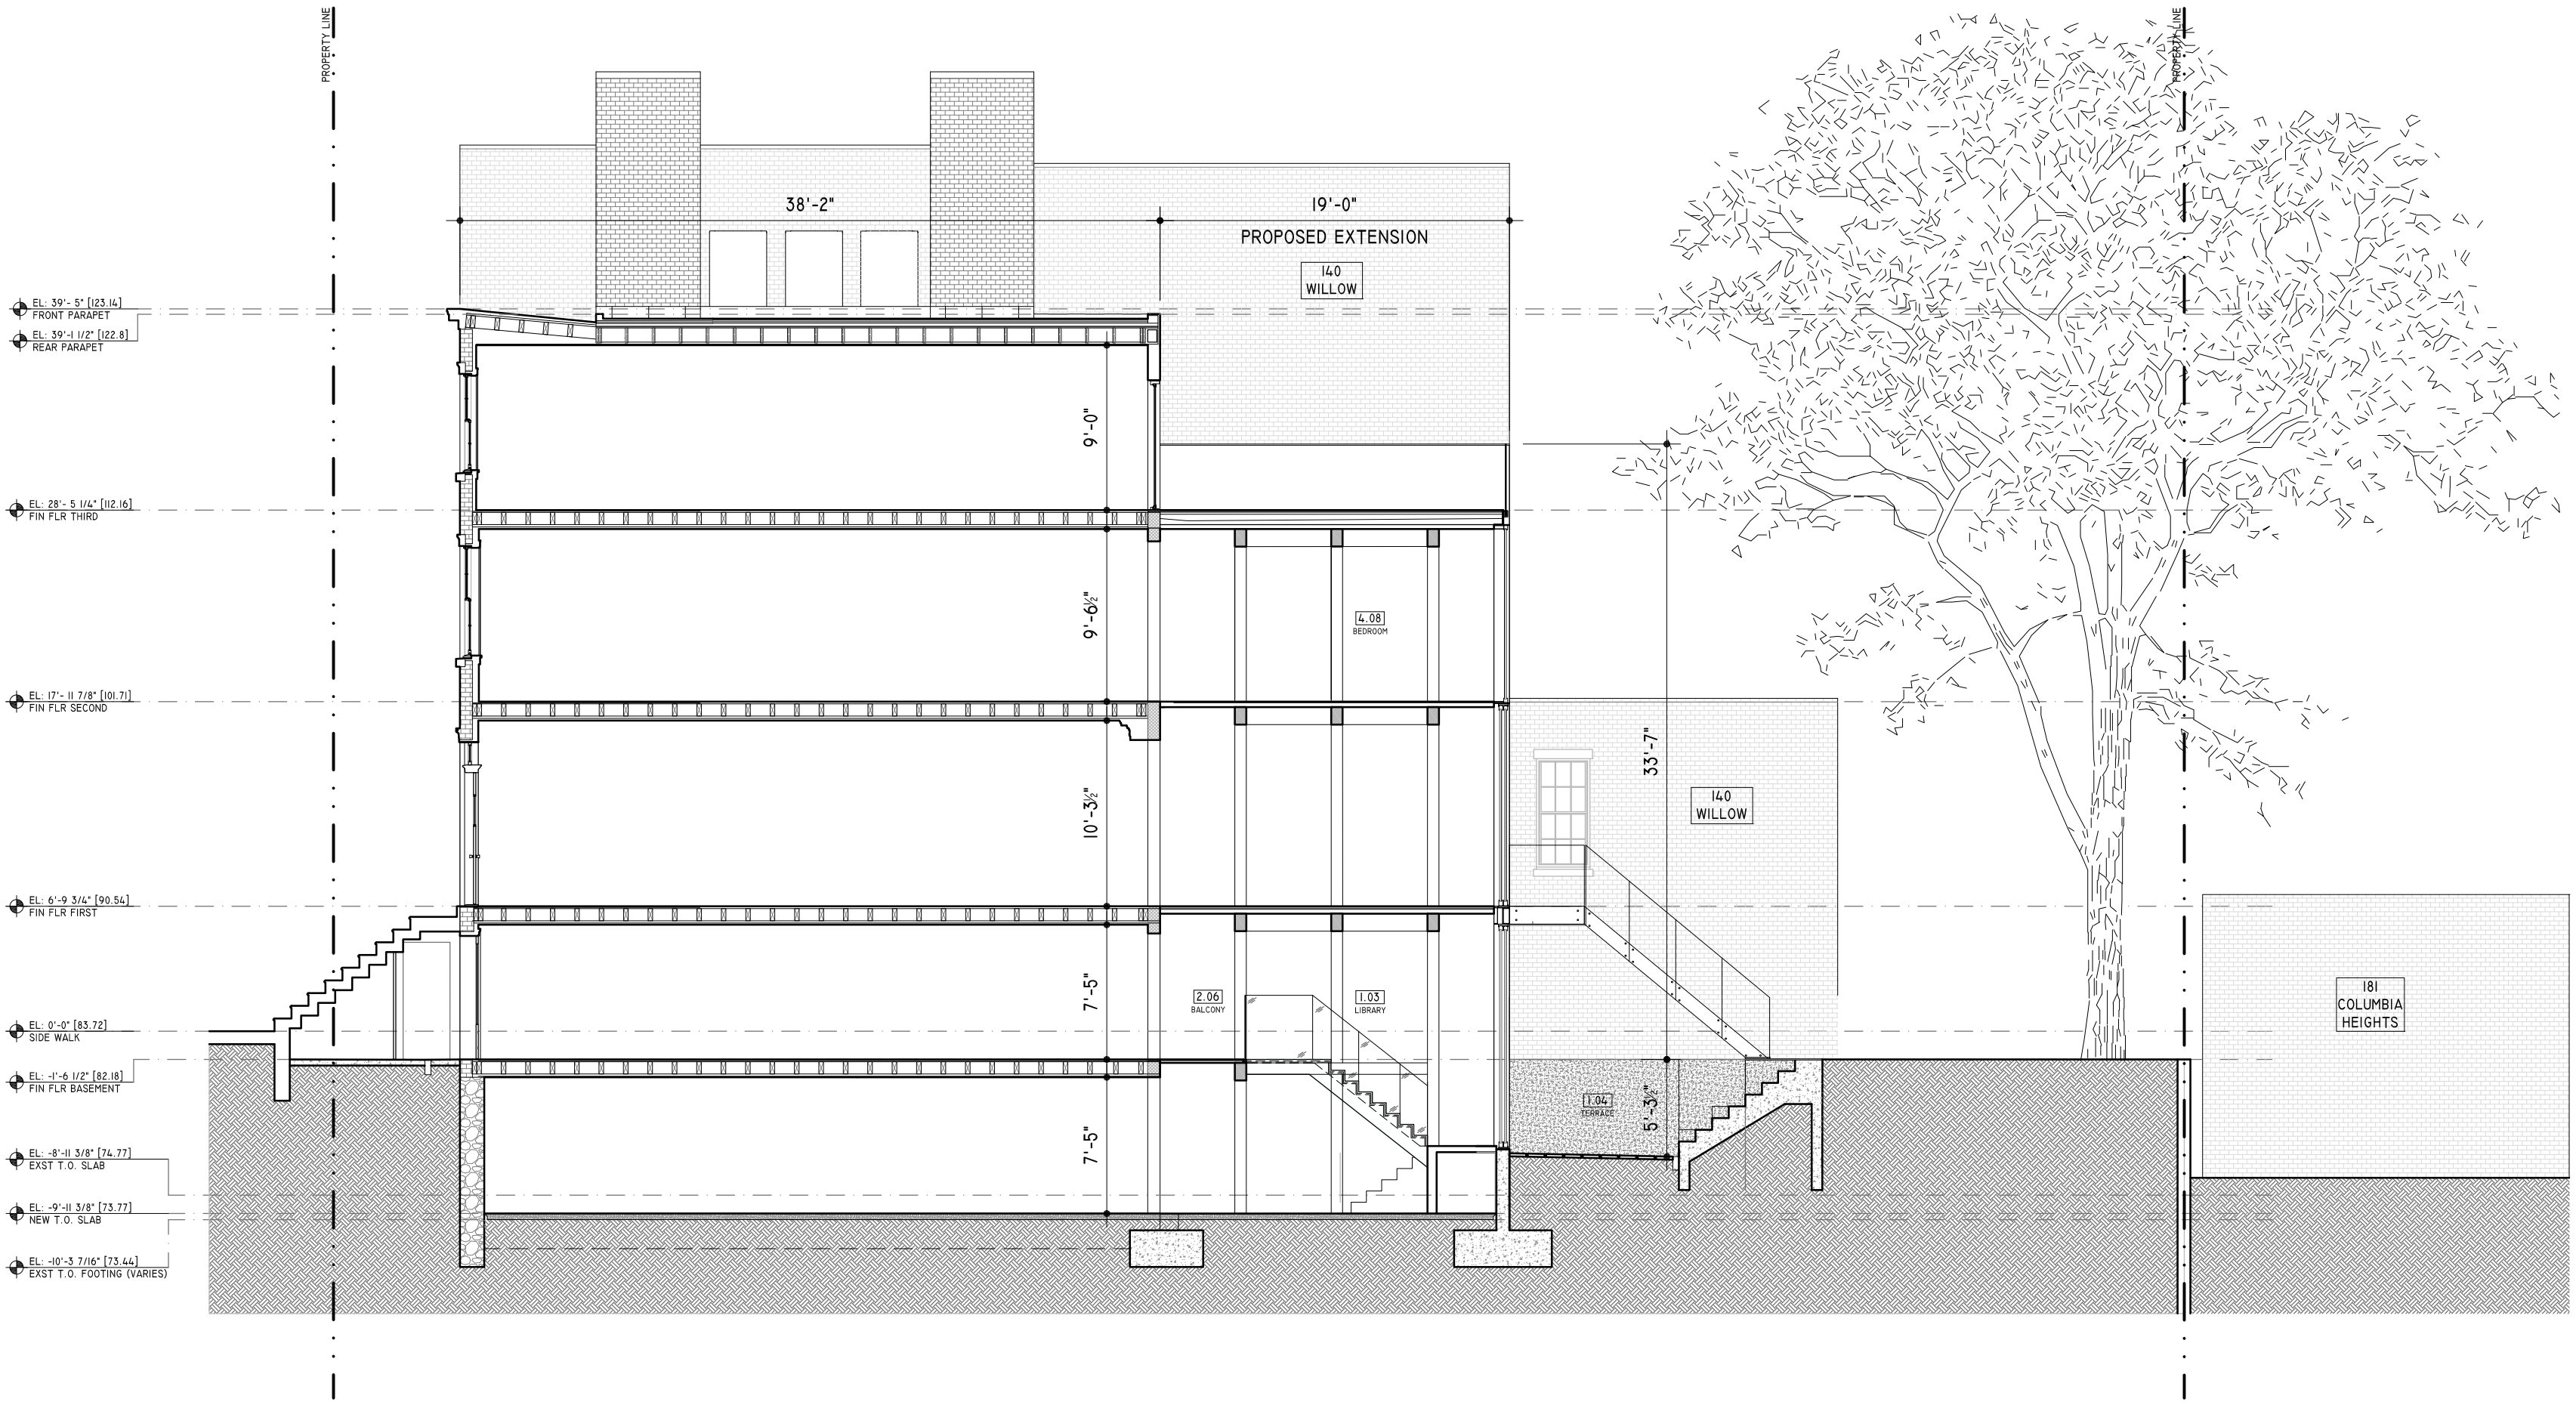 PROPERTY LINE
PROPERTY LINE
38'-2"
19'-0"
PROPOSED EXTENSION
140
WILLOW
EL: 39'- 5" [123.14]
FRONT PARAPET
EL: 39'-1 1/2" [122.8]
REAR PARAPET
9'-0"
EL: 28'- 5 1/4" [112.16]
FIN FLR THIRD
9'-6½"
4.08
BEDROOM
EL: 17'- 11 7/8" [101.71]
FIN FLR SECOND
33'-7"
10'-3½"
140
WILLOW
EL: 6'-9 3/4" [90.54]
FIN FLR FIRST
7'-5"
2.06
BALCONY
1.03
LIBRARY
181
COLUMBIA
HEIGHTS
EL: 0'-0" [83.72]
SIDE WALK
EL: -1'-6 1/2" [82.18]
FIN FLR BASEMENT
1.04
TERRACE
5'-3½"
7'-5"
EL: -8'-11 3/8" [74.77]
EXST T.O. SLAB
EL: -9'-11 3/8" [73.77]
NEW T.O. SLAB
EL: -10'-3 7/16" [73.44]
EXST T.O. FOOTING (VARIES)